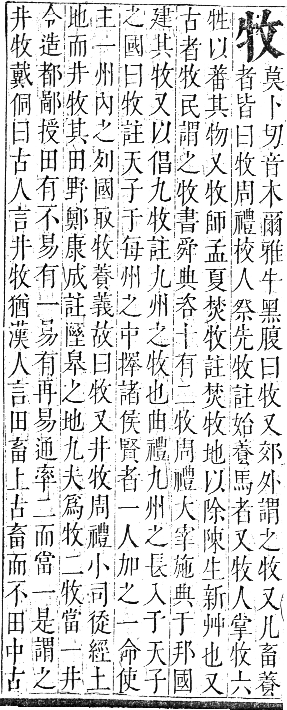 牧
莫卜切音木爾雅牛黑腹曰牧又郊外謂之牧又凡畜養
者皆曰牧周禮校人祭先牧註始養馬者又牧人掌牧六
牲以蕃其物又牧師孟夏焚牧註焚牧地以除陳生新艸也又
古者牧民謂之牧書舜典咨十有二牧周禮大宰施典于邦國
建其牧又以倡九牧註九州之牧也曲禮九州之長入于天子
之國曰牧註天子于每州之中擇諸侯賢者一人加之一命使
主一州內之列國取牧養義故曰牧又井牧周禮小司徒經土
地而井牧其田野鄭康成註隰皋之地九夫爲牧二牧當一井
今造都鄙授田有不易有一易有再易通率二而當一是謂之
井牧戴侗曰古人言井牧猶漢人言田畜上古畜而不田中古